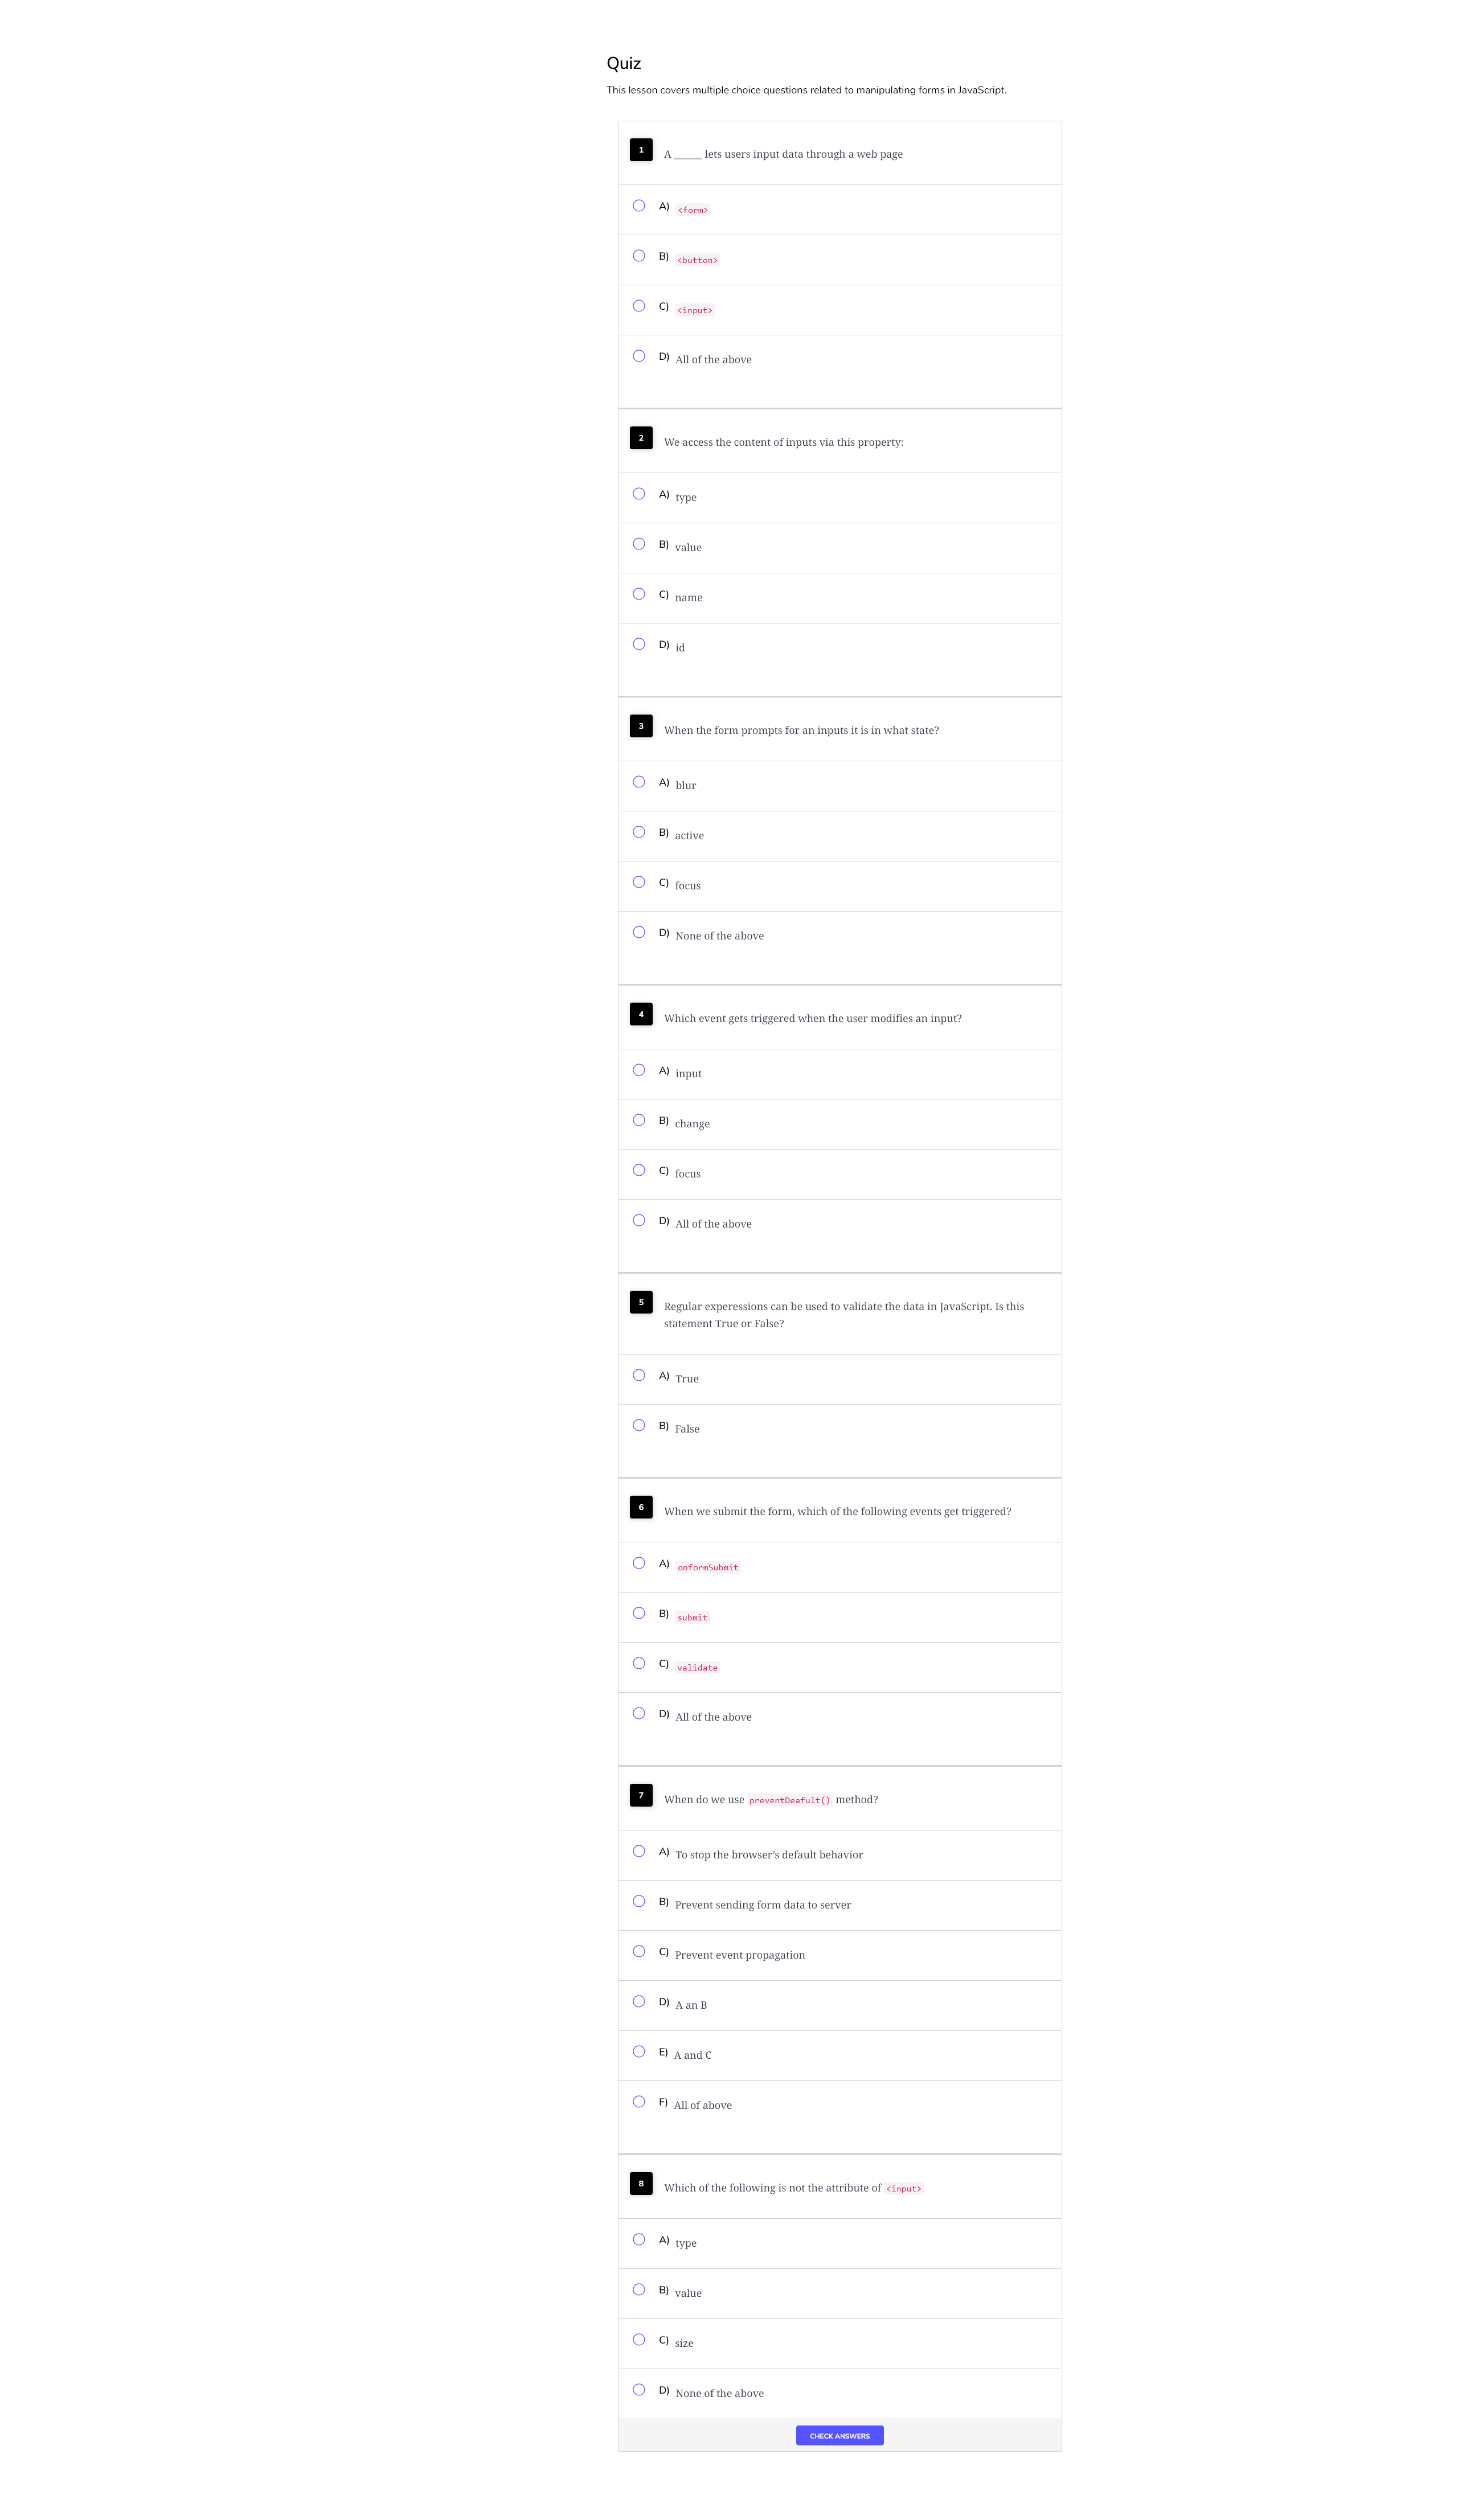 Quiz
This lesson covers multiple choice questions related to manipulating forms in JavaScript.
1 A ______ lets users input data through a web page
A) <form>
B) <button>
C) <input>
D) All of the above
2 We access the content of inputs via this property:
A) type
B) value
C) name
D) id
3 When the form prompts for an inputs it is in what state?
A) blur
B) active
C) focus
D) None of the above
4 Which event gets triggered when the user modifies an input?
A) input
B) change
C) focus
D) All of the above
5 Regular experessions can be used to validate the data in JavaScript. Is this
statement True or False?
A) True
B) False
6 When we submit the form, which of the following events get triggered?
A) onformSubmit
B) submit
C) validate
D) All of the above
7 When do we use preventDeafult() method?
A) To stop the browser’s default behavior
B) Prevent sending form data to server
C) Prevent event propagation
D) A an B
E) A and C
F) All of above
8 Which of the following is not the attribute of <input>
A) type
B) value
C) size
D) None of the above
CHECK ANSWERS